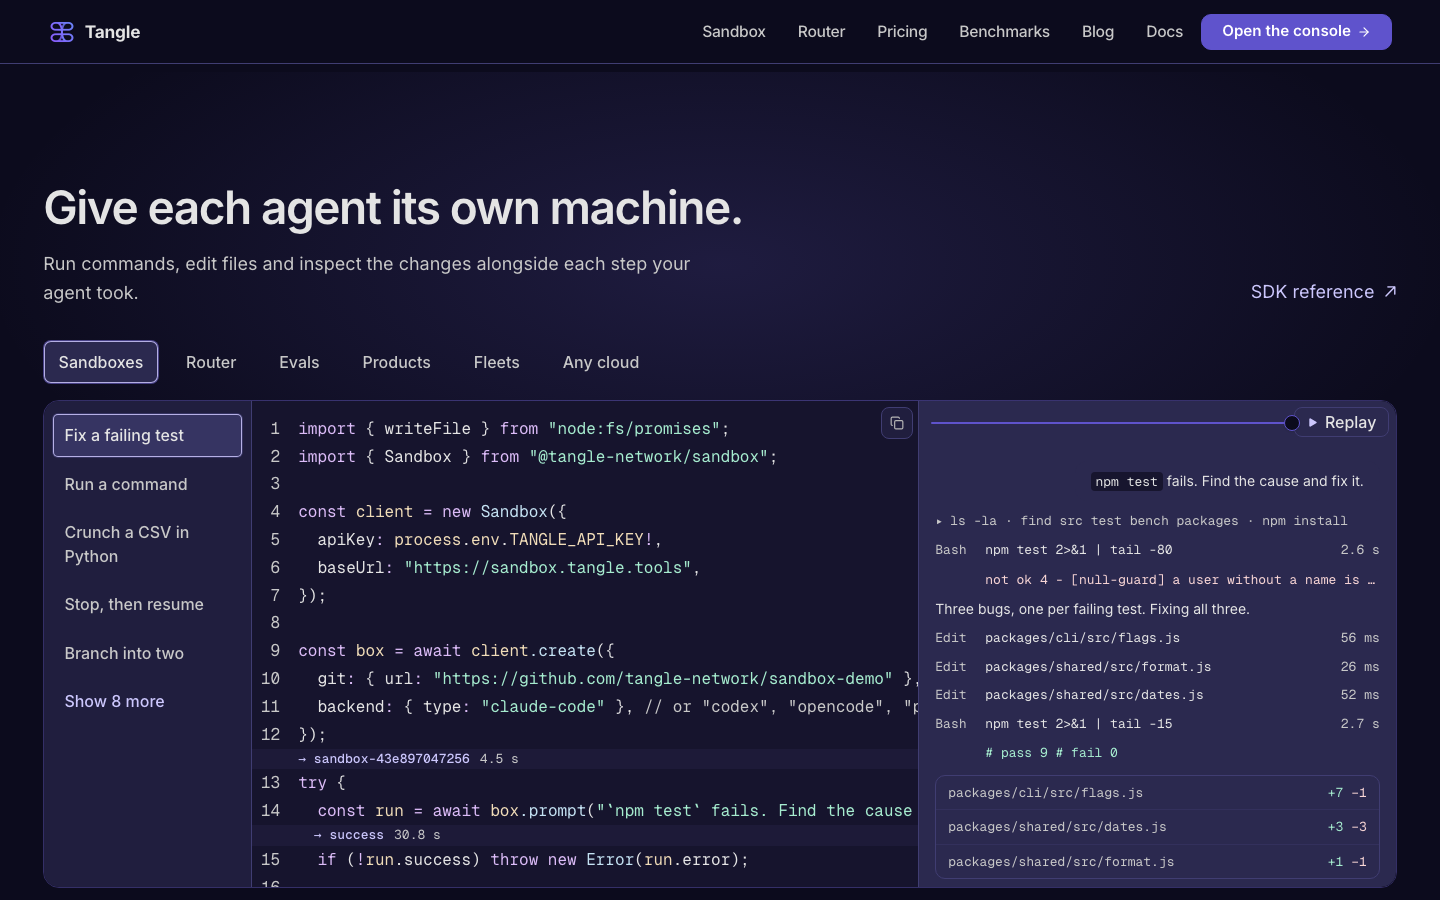 Tangle
Sandbox
Router
Pricing
Benchmarks
Blog
Docs
Open the console →
Give each agent its own machine.
Run commands, edit files and inspect the changes alongside each step your
agent took.
SDK reference ↗
Sandboxes
Router
Evals
Products
Fleets
Any cloud
Fix a failing test
Run a command
Crunch a CSV in
Python
Stop, then resume
Branch into two
Show 8 more
1 import { writeFile } from "node:fs/promises";
2 import { Sandbox } from "@tangle-network/sandbox";
3
4 const client = new Sandbox({
5   apiKey: process.env.TANGLE_API_KEY!,
6   baseUrl: "https://sandbox.tangle.tools",
7 });
8
9 const box = await client.create({
10   git: { url: "https://github.com/tangle-network/sandbox-demo" },
11   backend: { type: "claude-code" }, // or "codex", "opencode", "p
12 });
→ sandbox-43e897047256 4.5 s
13 try {
14   const run = await box.prompt("`npm test` fails. Find the cause
→ success 30.8 s
15   if (!run.success) throw new Error(run.error);
16
Replay
npm test fails. Find the cause and fix it.
▸ ls -la · find src test bench packages · npm install
Bash npm test 2>&1 | tail -80 2.6 s
not ok 4 - [null-guard] a user without a name is …
Three bugs, one per failing test. Fixing all three.
Edit packages/cli/src/flags.js 56 ms
Edit packages/shared/src/format.js 26 ms
Edit packages/shared/src/dates.js 52 ms
Bash npm test 2>&1 | tail -15 2.7 s
# pass 9 # fail 0
packages/cli/src/flags.js +7 −1
packages/shared/src/dates.js +3 −3
packages/shared/src/format.js +1 −1